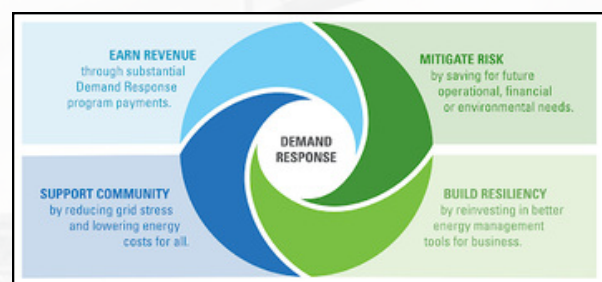 EARN REVENUE
through substantial
Demand Response
program payments.
MITIGATE RISK
by saving for future
operational, financial
or environmental needs.
DEMAND
RESPONSE
SUPPORT COMMUNITY
by reducing grid stress
and lowering energy
costs for all.
BUILD RESILIENCY
by reinvesting in better
energy management
tools for business.